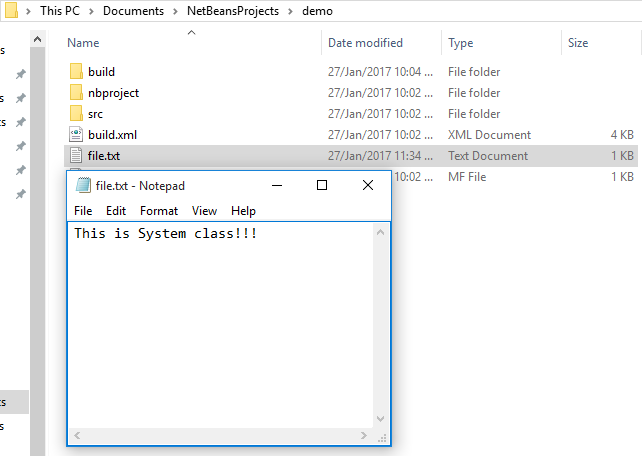 This PC > Documents > NetBeansProjects > demo
Name Date modified Type Size
build 27/Jan/2017 10:04 ... File folder
nbproject 27/Jan/2017 10:02 ... File folder
src 27/Jan/2017 10:02 ... File folder
build.xml 27/Jan/2017 10:02 ... XML Document 4 KB
file.txt 27/Jan/2017 11:34 ... Text Document 1 KB
10:02 ... MF File 1 KB
file.txt - Notepad
File Edit Format View Help
This is System class!!!